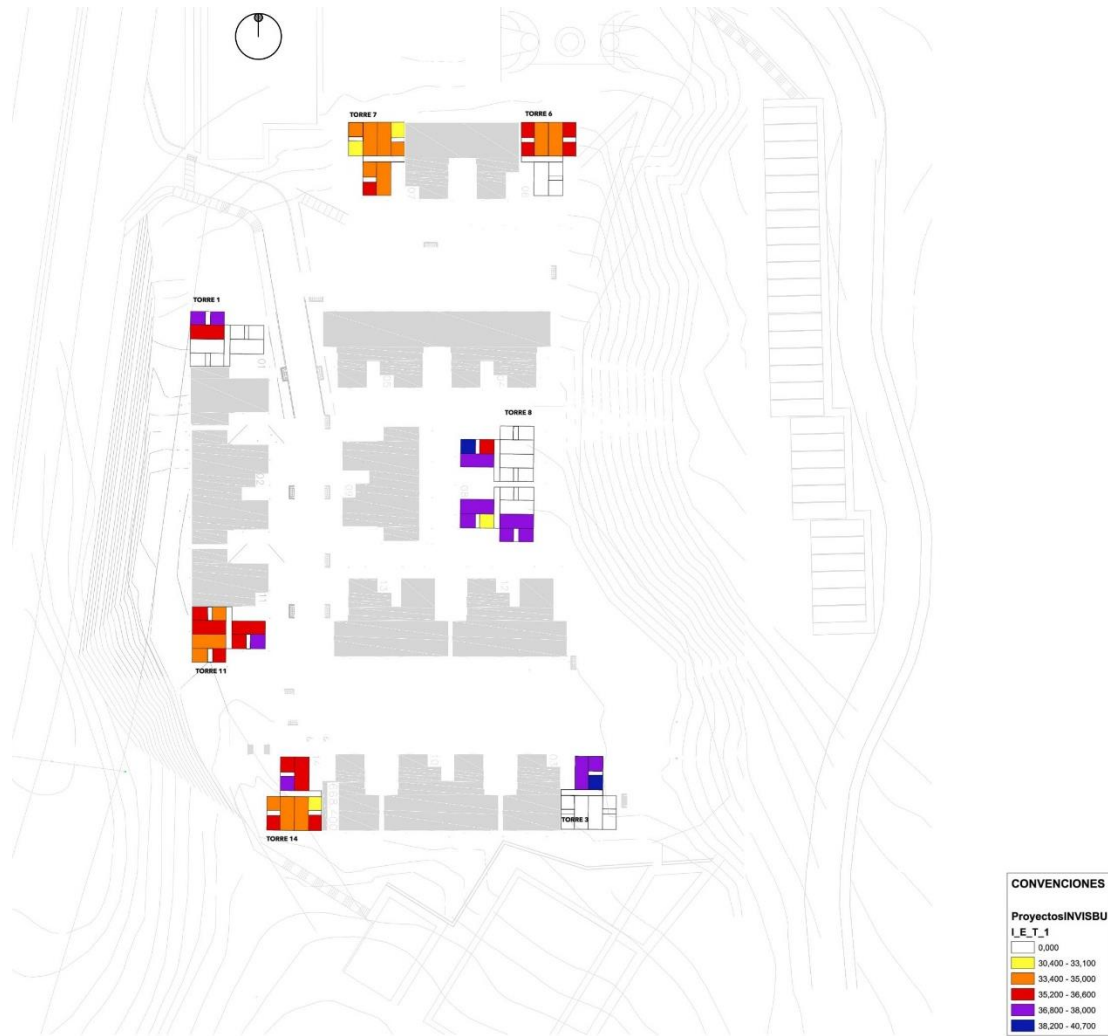 TORRE 7
TORRE 6
TORRE 1
01
TORRE 8
02
TORRE 11
TORRE 3
TORRE 14
CONVENCIONES
ProyectosINVISBU
I_E_T_1
0,000
30,400 - 33,100
33,400 - 35,000
35,200 - 36,600
36,800 - 38,000
38,200 - 40,700